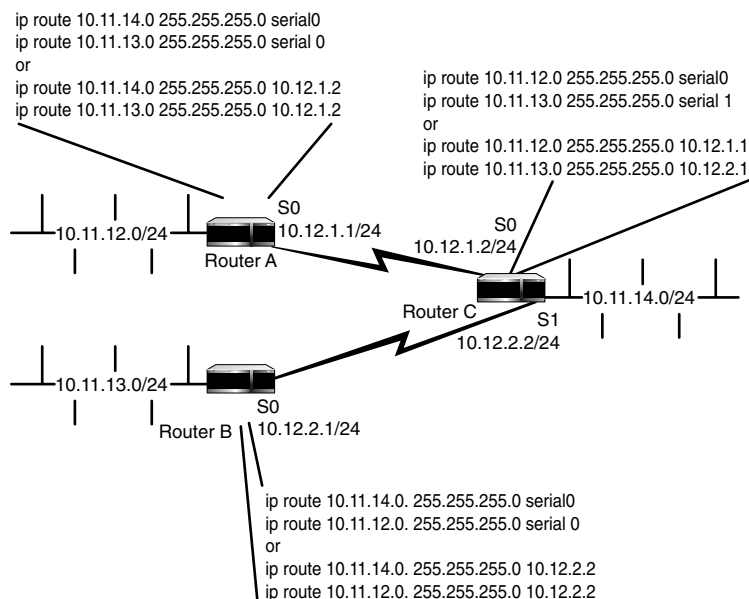 ip route 10.11.14.0 255.255.255.0 serial0
ip route 10.11.13.0 255.255.255.0 serial 0
or
ip route 10.11.14.0 255.255.255.0 10.12.1.2
ip route 10.11.13.0 255.255.255.0 10.12.1.2
ip route 10.11.12.0 255.255.255.0 serial0
ip route 10.11.13.0 255.255.255.0 serial 1
or
ip route 10.11.12.0 255.255.255.0 10.12.1.1
ip route 10.11.13.0 255.255.255.0 10.12.2.1
S0
10.11.12.0/24
10.12.1.1/24
Router A
S0
10.12.1.2/24
Router C
10.11.14.0/24
S1
10.12.2.2/24
10.11.13.0/24
S0
Router B
10.12.2.1/24
ip route 10.11.14.0. 255.255.255.0 serial0
ip route 10.11.12.0. 255.255.255.0 serial 0
or
ip route 10.11.14.0. 255.255.255.0 10.12.2.2
ip route 10.11.12.0. 255.255.255.0 10.12.2.2